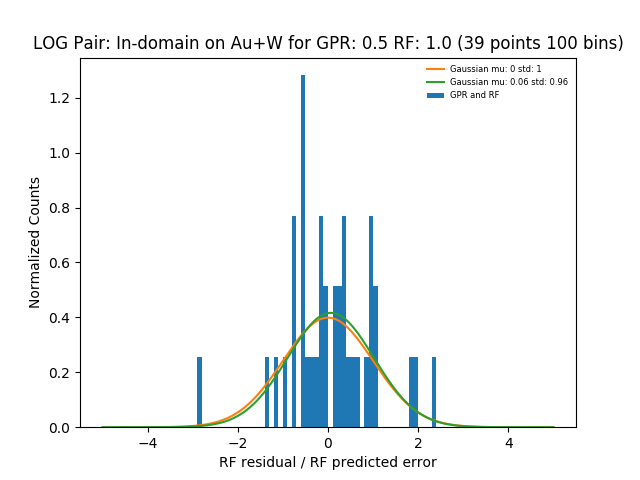 LOG Pair: In-domain on Au+W for GPR: 0.5 RF: 1.0 (39 points 100 bins)
Gaussian mu: 0 std: 1
Gaussian mu: 0.06 std: 0.96
GPR and RF
Normalized Counts
1.2
1.0
0.8
0.6
0.4
0.2
0.0
−4 −2 0 2 4
RF residual / RF predicted error